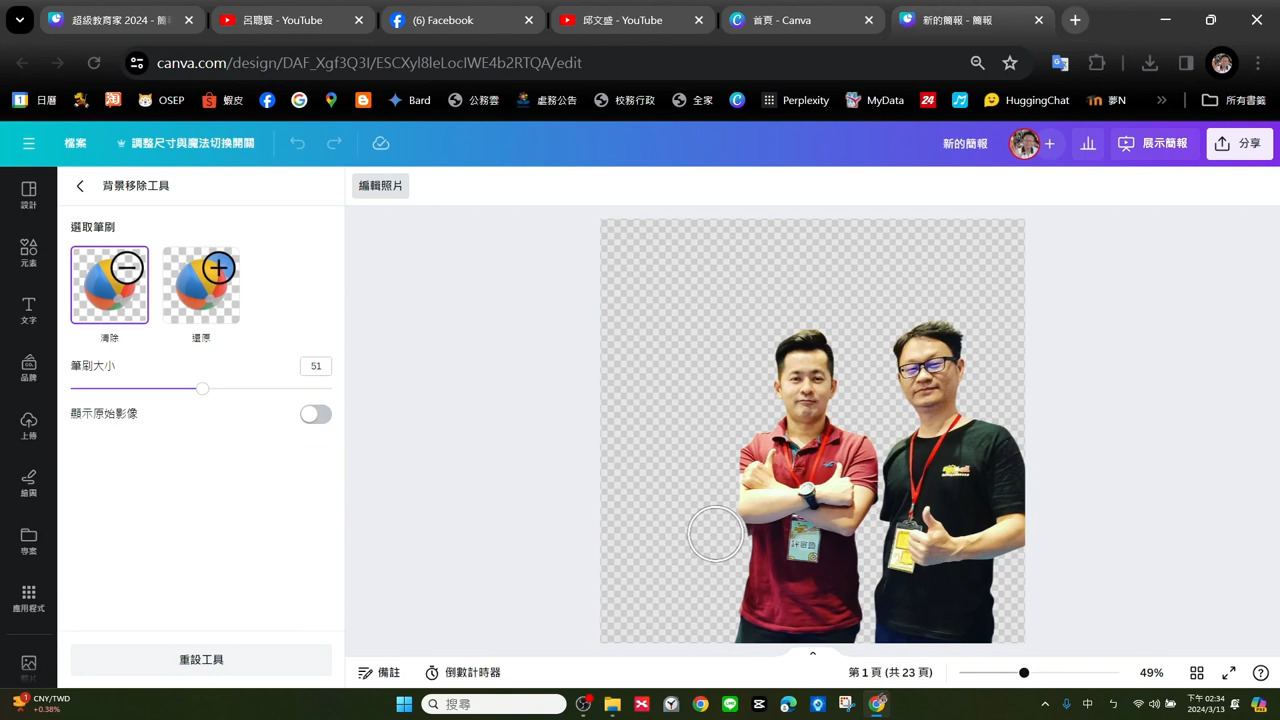 超級教育家 2024 - 簡報
呂聰賢 - YouTube
(6) Facebook
邱文盛 - YouTube
首頁 - Canva
新的簡報 - 簡報
canva.com/design/DAF_Xgf3Q3I/ESCXyl8leLocIWE4b2RTQA/edit
日曆
OSEP
蝦皮
Bard
公務雲
處務公告
校務行政
全家
Perplexity
MyData
HuggingChat
夢N
所有書籤
檔案
調整尺寸與魔法切換開關
新的簡報
展示簡報
分享
設計
元素
文字
品牌
上傳
繪圖
專案
應用程式
照片
背景移除工具
編輯照片
選取筆刷
清除
還原
筆刷大小
51
顯示原始影像
重設工具
備註
倒數計時器
第 1 頁 (共 23 頁)
49%
CNY/TWD
+0.38%
搜尋
中
下午 02:34
2024/3/13